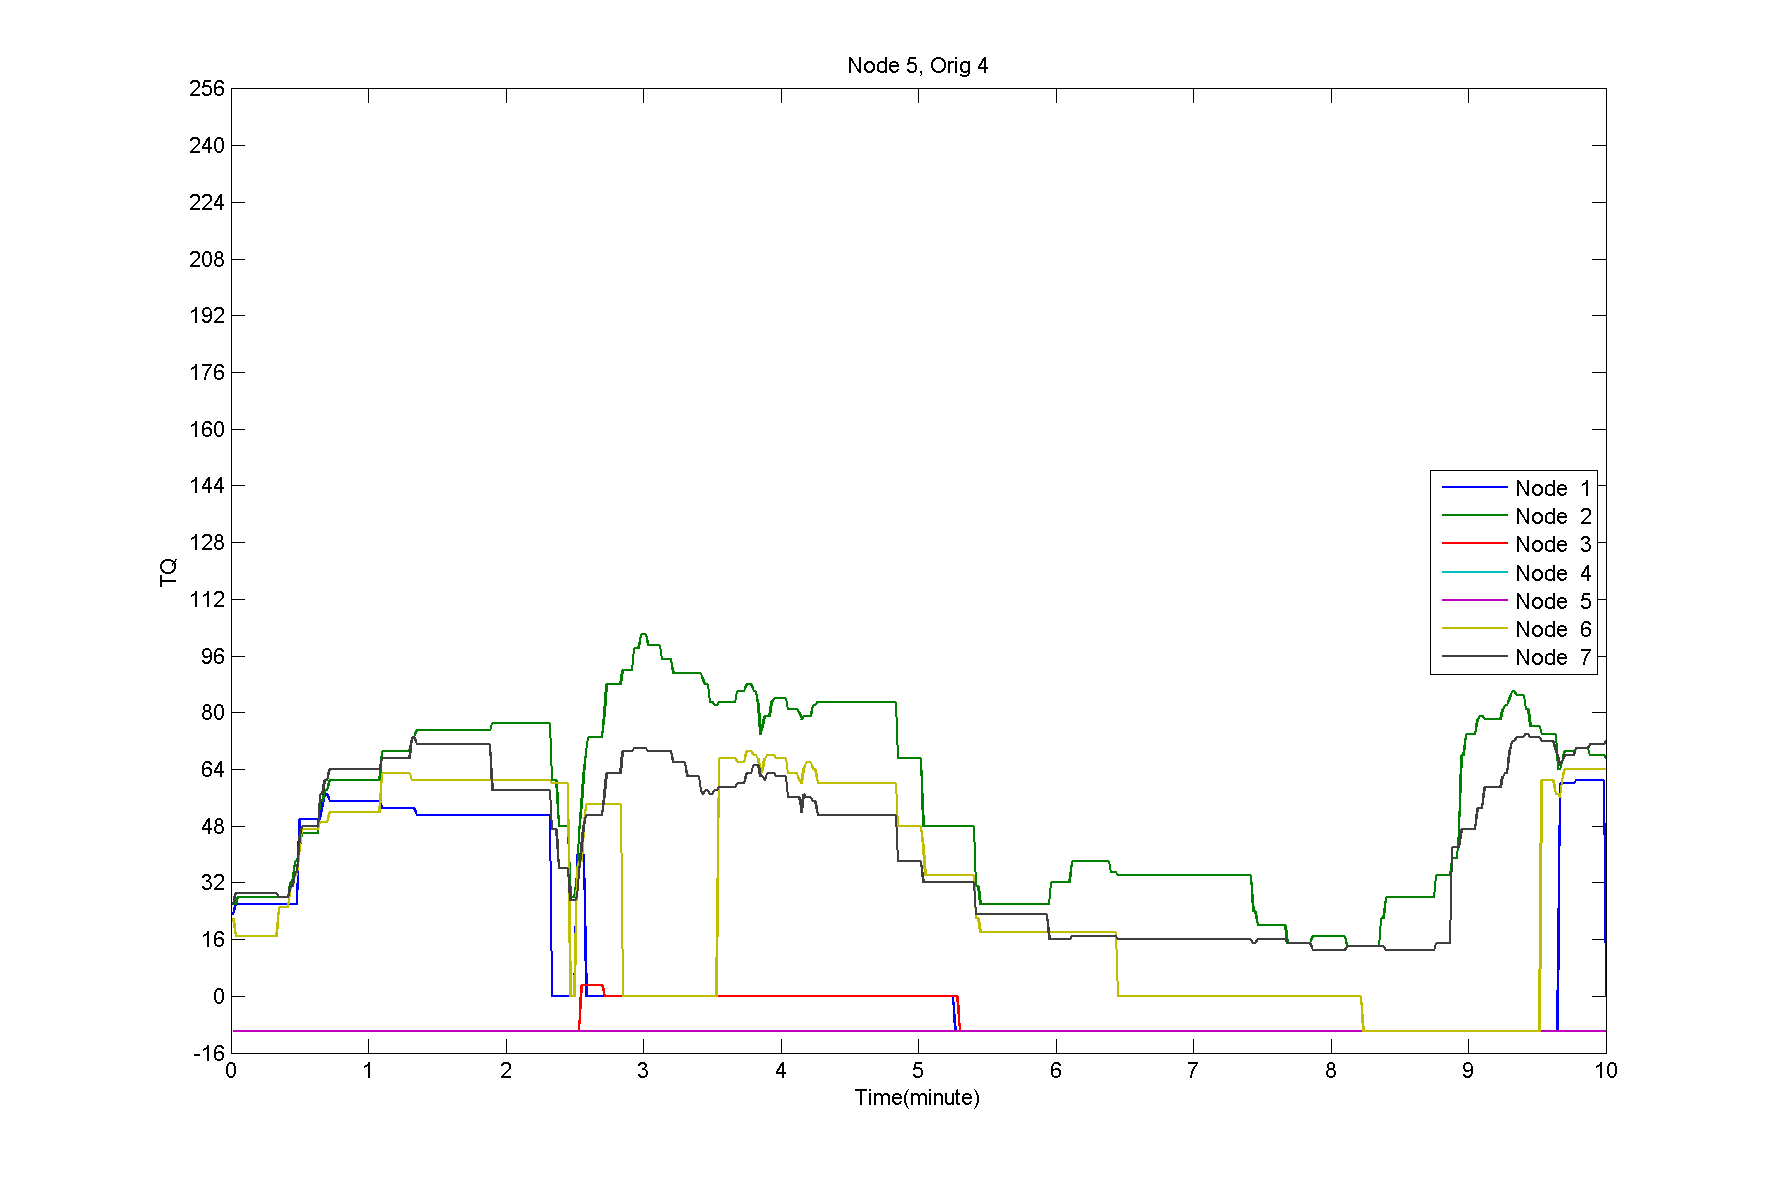 Node 5, Orig 4
256
240
224
208
192
176
160
144
128
112
96
80
64
48
32
16
0
-16
TQ
Node 1
Node 2
Node 3
Node 4
Node 5
Node 6
Node 7
0 1 2 3 4 5 6 7 8 9 10
Time(minute)